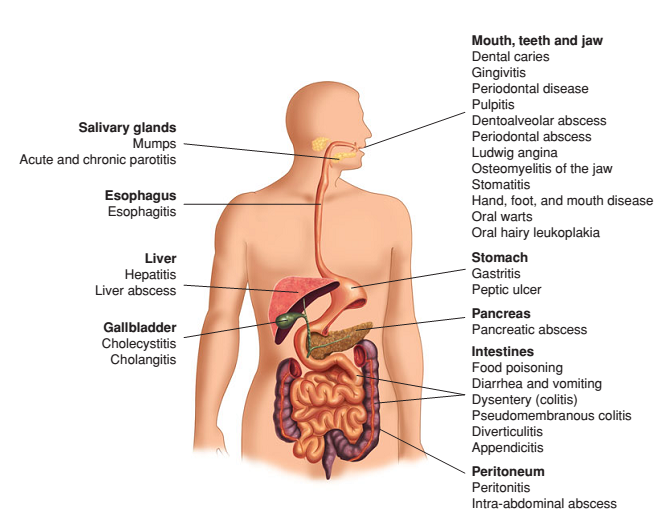 Mouth, teeth and jaw
Dental caries
Gingivitis
Periodontal disease
Pulpitis
Dentoalveolar abscess
Periodontal abscess
Ludwig angina
Osteomyelitis of the jaw
Stomatitis
Hand, foot, and mouth disease
Oral warts
Oral hairy leukoplakia
Salivary glands
Mumps
Acute and chronic parotitis
Esophagus
Esophagitis
Liver
Hepatitis
Liver abscess
Gallbladder
Cholecystitis
Cholangitis
Stomach
Gastritis
Peptic ulcer
Pancreas
Pancreatic abscess
Intestines
Food poisoning
Diarrhea and vomiting
Dysentery (colitis)
Pseudomembranous colitis
Diverticulitis
Appendicitis
Peritoneum
Peritonitis
Intra-abdominal abscess